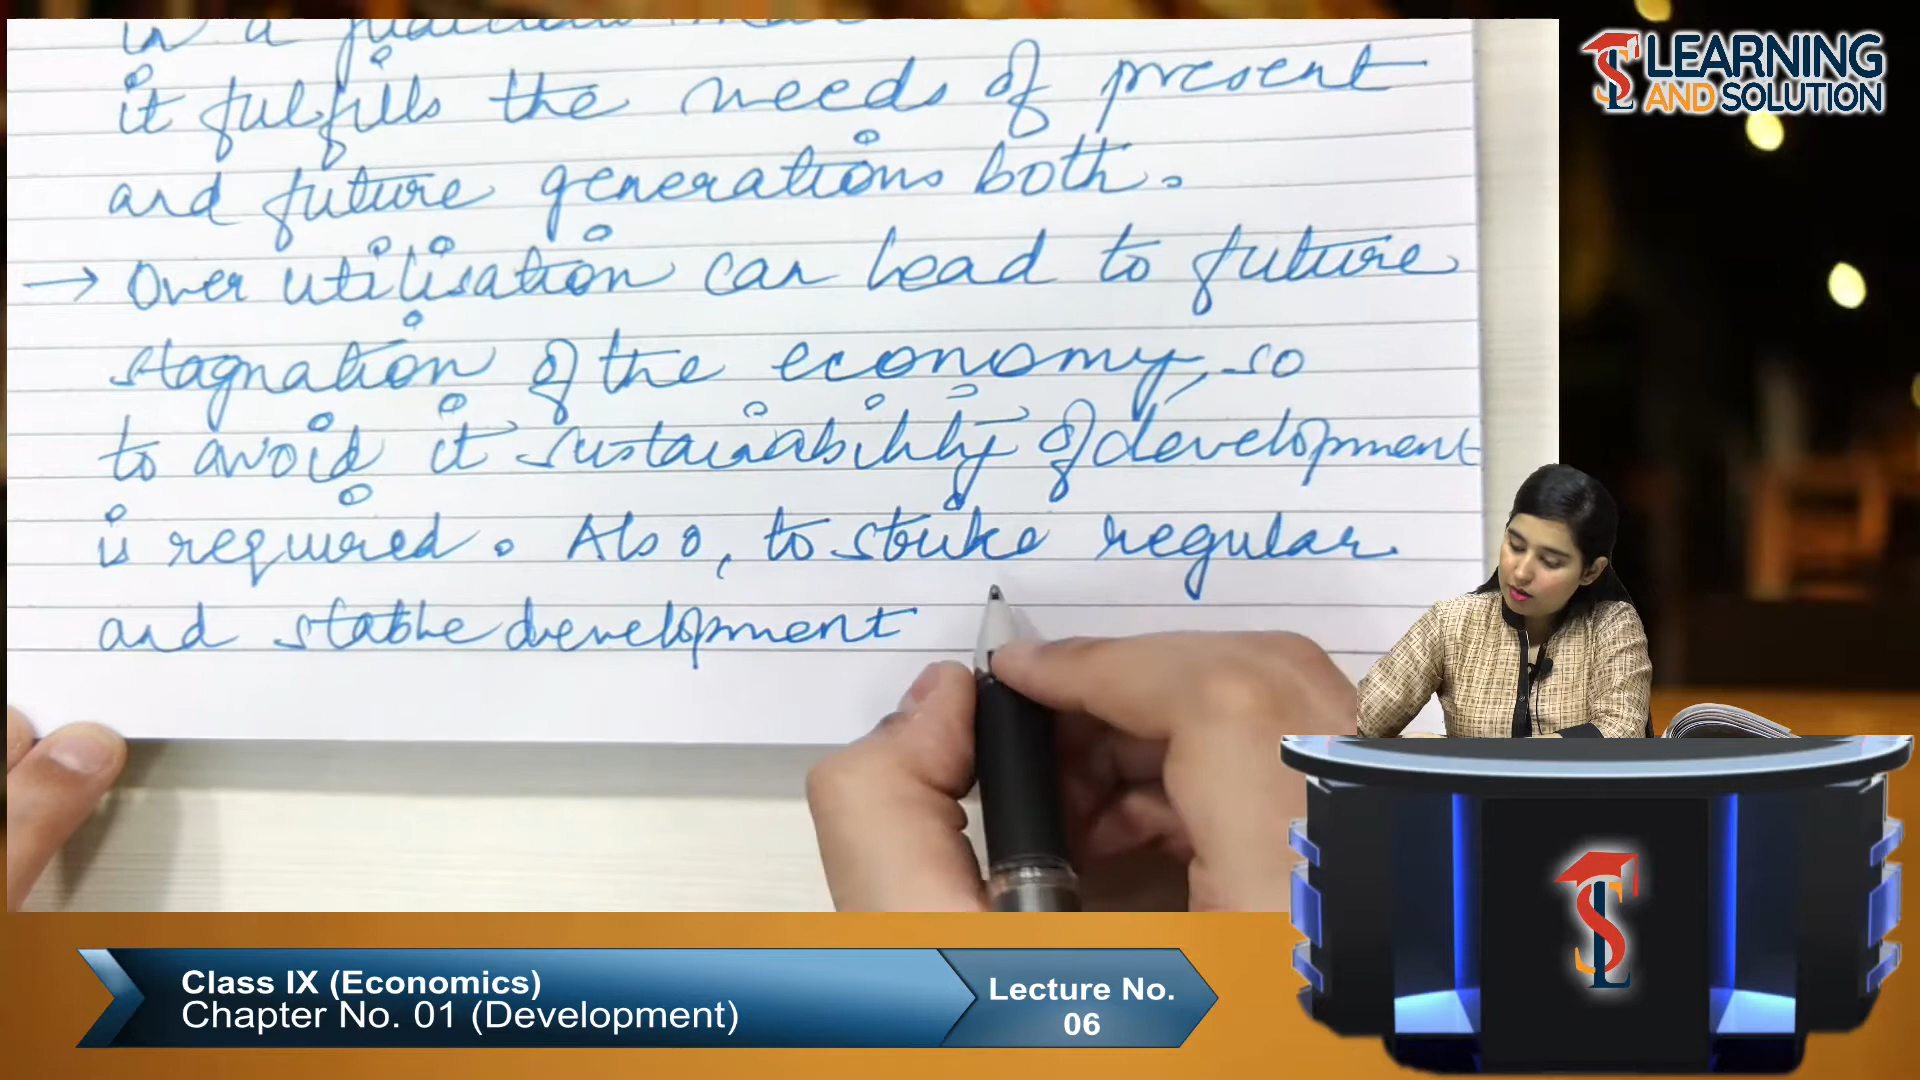 in a
it fulfills the needs of present
and future generations both.
→ Over utilisation can lead to future
stagnation of the economy, so
to avoid it sustainability of development
is required. Also, to strike regular
and stable development
LEARNING
AND SOLUTION
Class IX (Economics)
Chapter No. 01 (Development)
Lecture No.
06